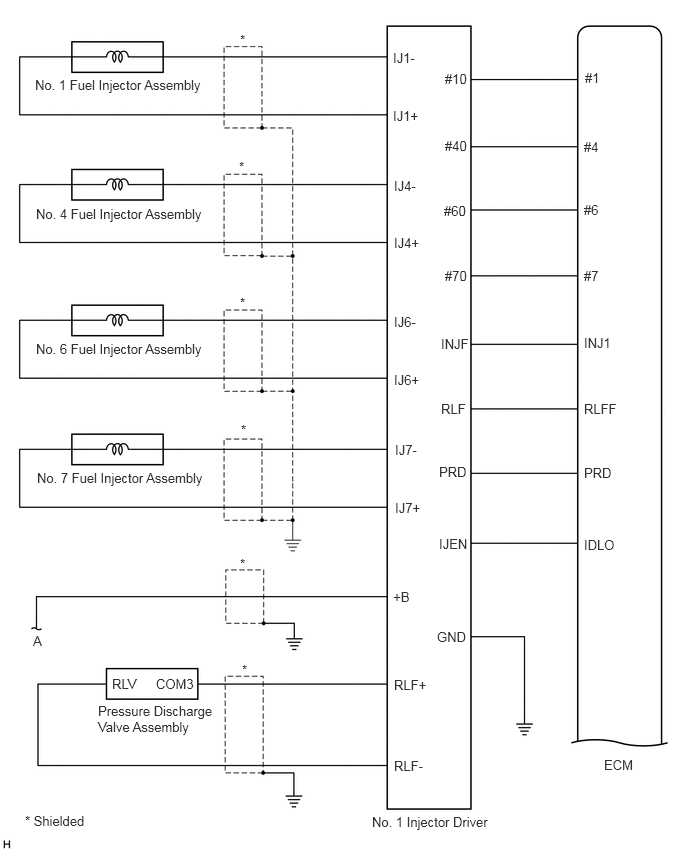 *
IJ1-
No. 1 Fuel Injector Assembly
#10
#1
IJ1+
*
#40
#4
IJ4-
No. 4 Fuel Injector Assembly
#60
#6
IJ4+
#70
#7
*
IJ6-
No. 6 Fuel Injector Assembly
INJF
INJ1
IJ6+
RLF
RLFF
*
IJ7-
No. 7 Fuel Injector Assembly
PRD
PRD
IJ7+
IJEN
IDLO
*
+B
A
GND
*
RLV COM3
RLF+
Pressure Discharge
Valve Assembly
RLF-
ECM
* Shielded
No. 1 Injector Driver
H